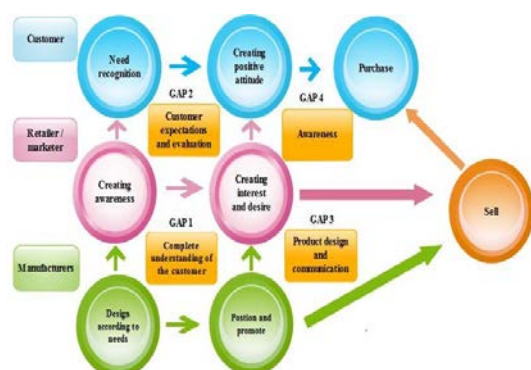 Customer
Need
recognition
Creating
positive
attitude
Purchase
GAP 2
Customer
expectations
and evaluation
GAP 4
Awareness
Retailer /
marketer
Creating
awareness
Creating
interest
and desire
Sell
GAP 1
Complete
understanding of
the customer
GAP 3
Product design
and
communication
Manufacturers
Design
according to
needs
Postion and
promote